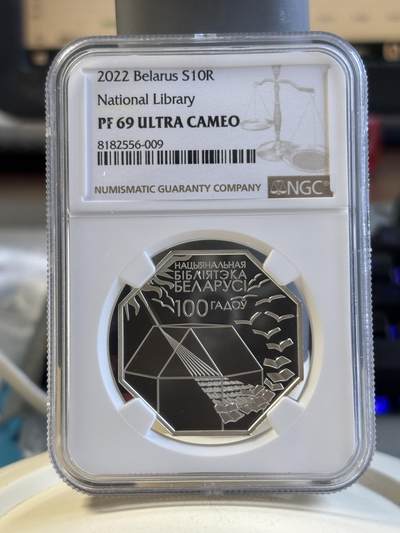 2022 Belarus S10R
National Library
PF 69 ULTRA CAMEO
8182556-009
NUMISMATIC GUARANTY COMPANY NGC
НАЦЫЯНАЛЬНАЯ
БІБЛІЯТЭКА
БЕЛАРУСІ
100 ГАДОЎ